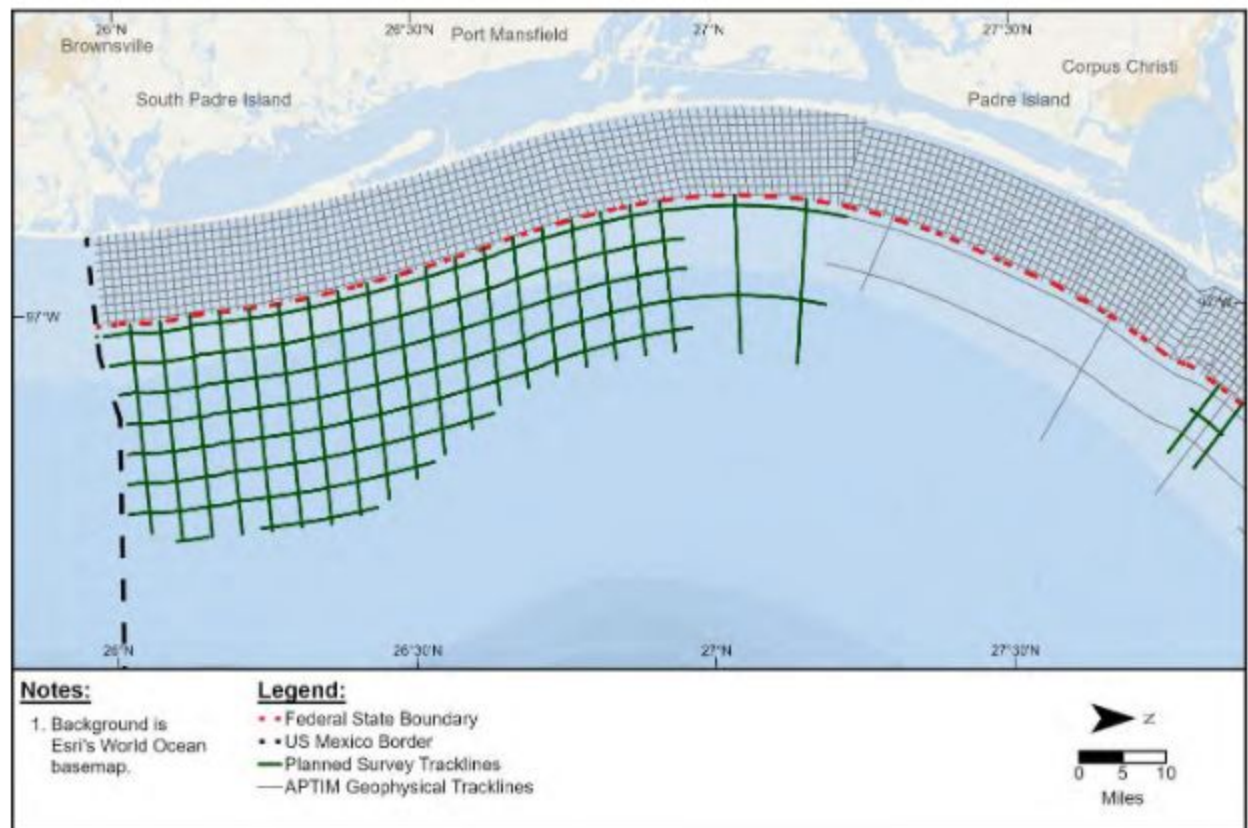 26°N 26°30'N 27°N 27°30'N
Brownsville
Port Mansfield
Corpus Christi
South Padre Island
Padre Island
97°W
97°W
26°N 26°30'N 27°N 27°30'N
Notes:
1. Background is
Esri's World Ocean
basemap.
Legend:
Federal State Boundary
US Mexico Border
Planned Survey Tracklines
APTIM Geophysical Tracklines
N
0 5 10
Miles